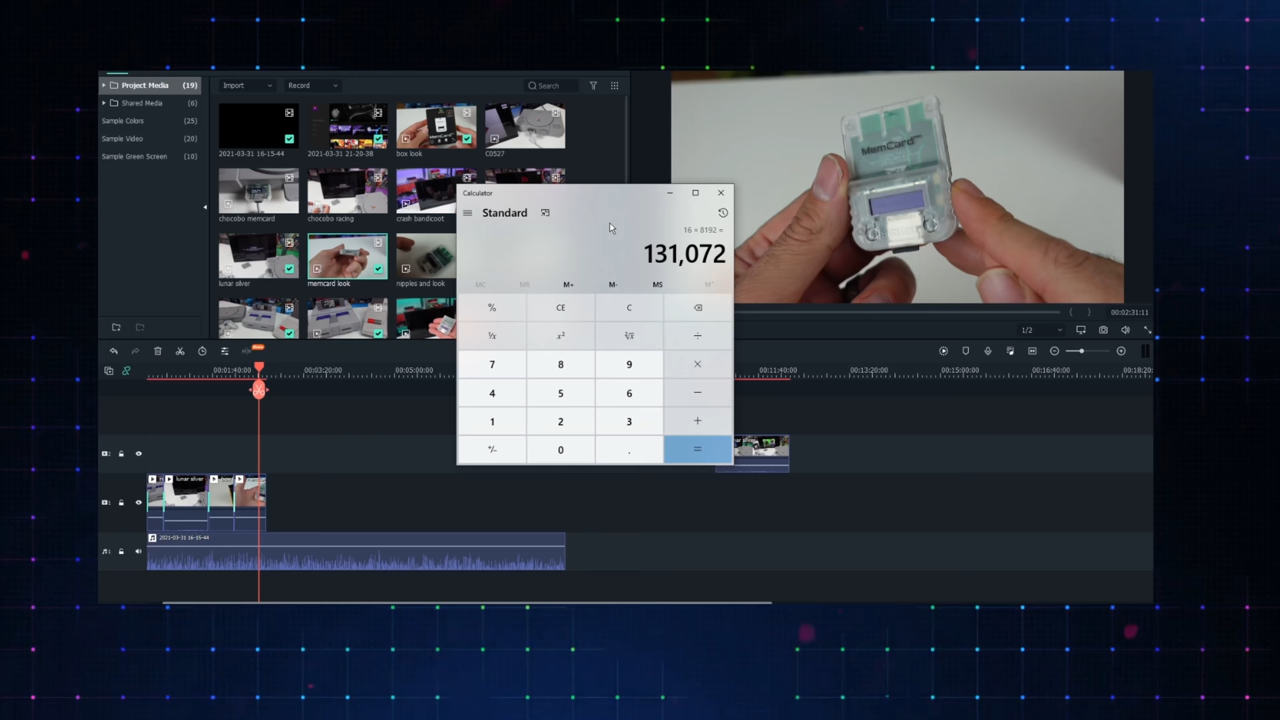 Project Media (19)
Import
Record
Search
Shared Media (6)
Sample Colors (25)
Sample Video (20)
Sample Green Screen (10)
2021-03-31 16-15-44
2021-03-31 21-20-38
box look
C0527
chocobo memcard
chocobo racing
crash bandicoot
lunar silver
memcard look
nipples and look
MemCard
Calculator
Standard
16 × 8192 =
131,072
MC MR M+ M- MS M˅
% CE C
¹/x x² ²√x ÷
7 8 9 ×
4 5 6 −
1 2 3 +
+/- 0 . =
00:02:31:11
1/2
00:01:40:00
00:03:20:00
00:05:00:00
00:11:40:00
00:13:20:00
00:15:00:00
00:16:40:00
00:18:20
lunar silver
2021-03-31 16-15-44